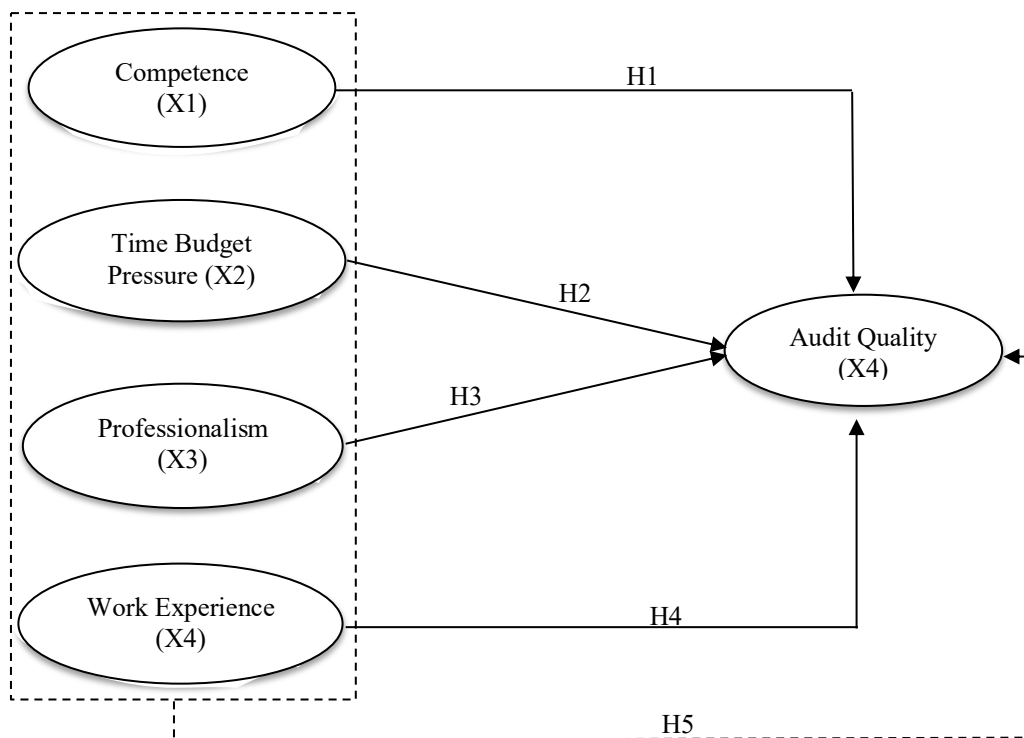 Competence
(X1)
H1
Time Budget
Pressure (X2)
H2
Audit Quality
(X4)
H3
Professionalism
(X3)
Work Experience
(X4)
H4
H5